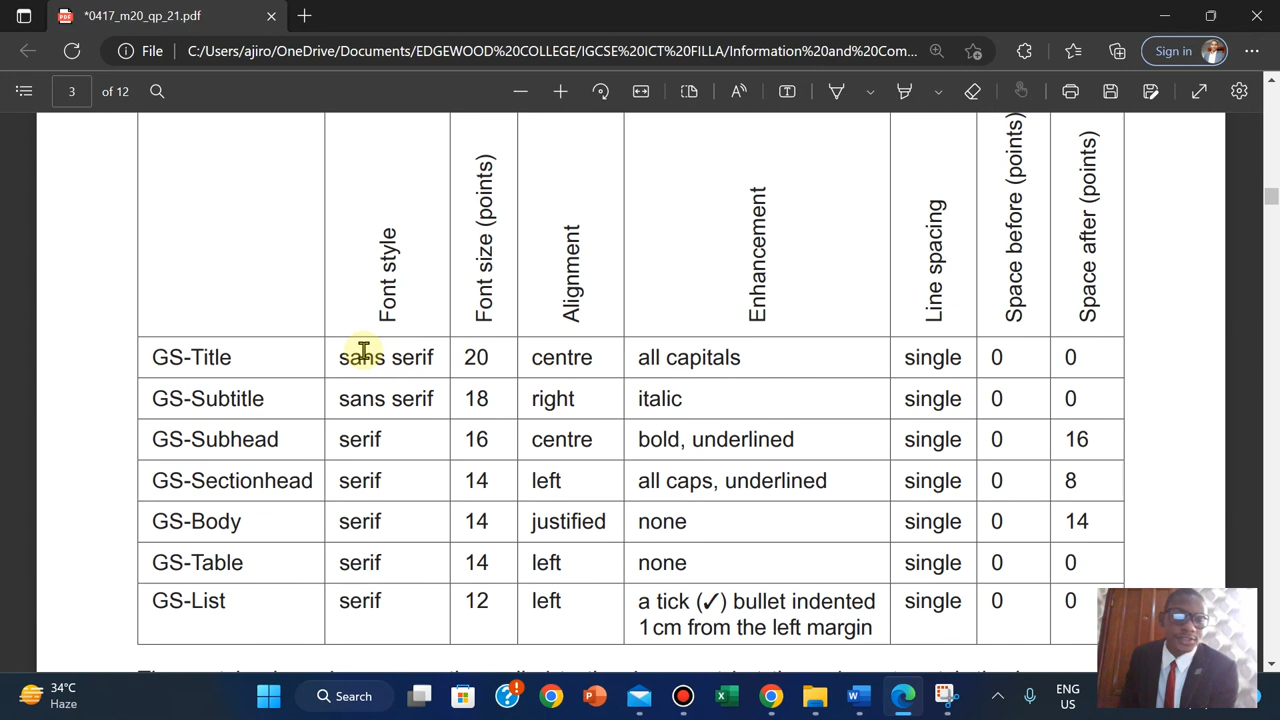 *0417_m20_qp_21.pdf
File
C:/Users/ajiro/OneDrive/Documents/EDGEWOOD%20COLLEGE/IGCSE%20ICT%20FILLA/Information%20and%20Com...
Sign in
3 of 12
Font style
Font size (points)
Alignment
Enhancement
Line spacing
Space before (points)
Space after (points)
GS-Title sans serif 20 centre all capitals single 0 0
GS-Subtitle sans serif 18 right italic single 0 0
GS-Subhead serif 16 centre bold, underlined single 0 16
GS-Sectionhead serif 14 left all caps, underlined single 0 8
GS-Body serif 14 justified none single 0 14
GS-Table serif 14 left none single 0 0
GS-List serif 12 left a tick (✓) bullet indented single 0 0
1 cm from the left margin
34°C
Haze
Search
ENG
US